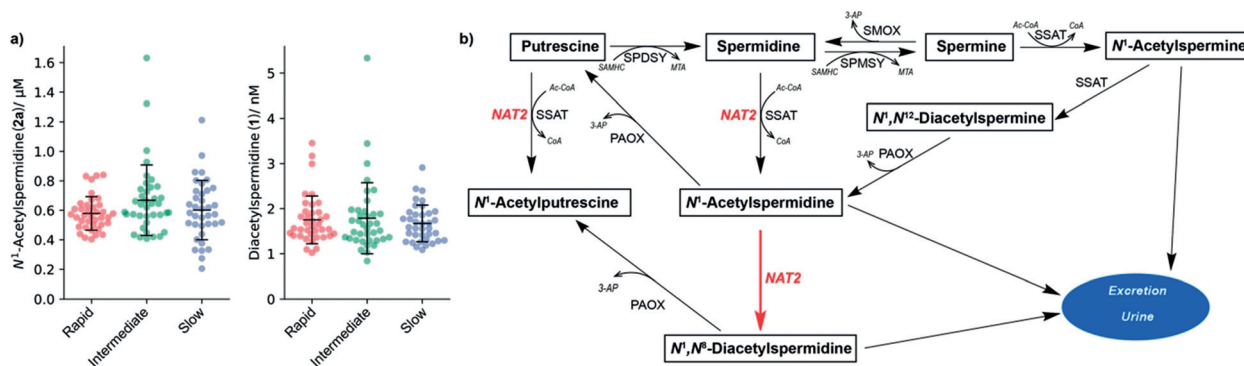 a)
1.6
1.4
1.2
1.0
0.8
0.6
0.4
0.2
0.0
N¹-Acetylspermidine(2a)/ μM
Rapid
Intermediate
Slow
5
4
3
2
1
0
Diacetylspermidine(1)/ nM
Rapid
Intermediate
Slow
b)
Putrescine
SPDSY
SAMHC
MTA
Spermidine
3-AP
SMOX
SPMSY
SAMHC
MTA
Spermine
Ac-CoA
CoA
SSAT
N¹-Acetylspermine
NAT2
Ac-CoA
SSAT
CoA
3-AP
PAOX
NAT2
Ac-CoA
SSAT
CoA
SSAT
N¹,N¹²-Diacetylspermine
3-AP
PAOX
N¹-Acetylputrescine
N¹-Acetylspermidine
3-AP
PAOX
NAT2
N¹,N⁸-Diacetylspermidine
Excretion
Urine